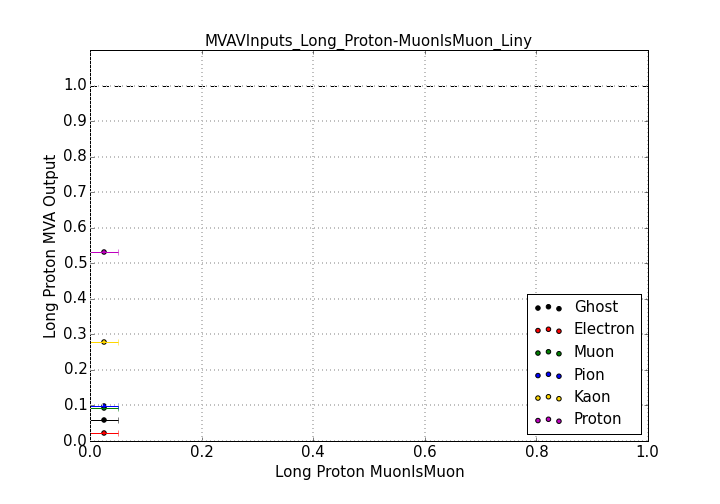 MVAVInputs_Long_Proton-MuonIsMuon_Liny
1.0
0.9
0.8
0.7
0.6
0.5
0.4
0.3
0.2
0.1
0.0
Long Proton MVA Output
Ghost
Electron
Muon
Pion
Kaon
Proton
0.0 0.2 0.4 0.6 0.8 1.0
Long Proton MuonIsMuon